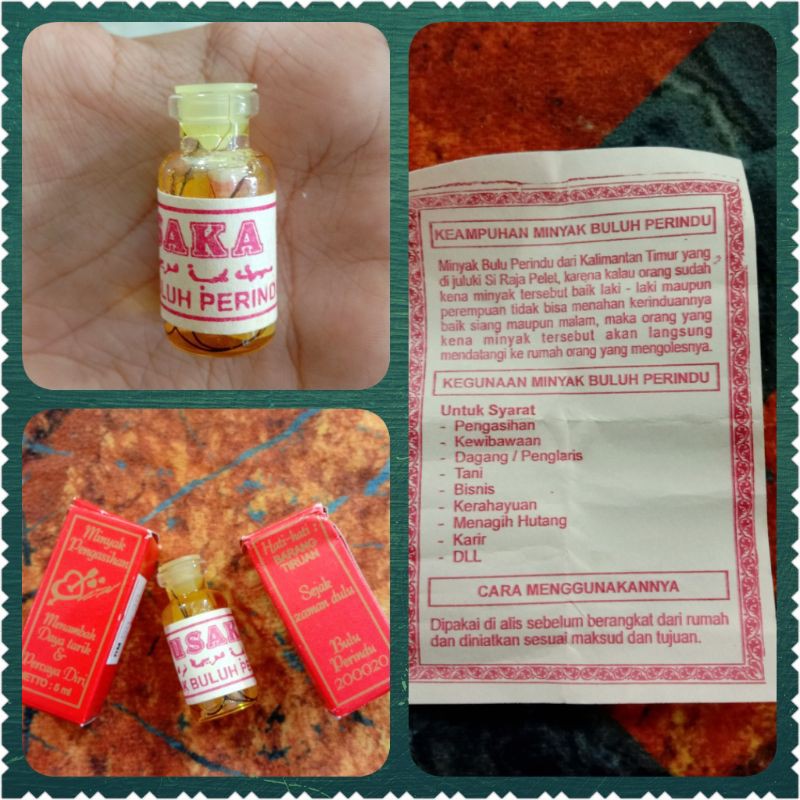 SAKA
LUH PERIND
Minyak
Pengasihan
Menambah
Daya tarik
&
Percaya Diri
NETTO : 5 ml
SAK
K BULUH PE
Hati-hati :
BARANG
TIRUAN
Sejak
zaman dulu
Bulu
Perindu
200020
KEAMPUHAN MINYAK BULUH PERINDU
Minyak Bulu Perindu dari Kalimantan Timur yang
di juluki Si Raja Pelet, karena kalau orang sudah
kena minyak tersebut baik laki - laki maupun
perempuan tidak bisa menahan kerinduannya
baik siang maupun malam, maka orang yang
kena minyak tersebut akan langsung
mendatangi ke rumah orang yang mengolesnya.
KEGUNAAN MINYAK BULUH PERINDU
Untuk Syarat
- Pengasihan
- Kewibawaan
- Dagang / Penglaris
- Tani
- Bisnis
- Kerahayuan
- Menagih Hutang
- Karir
- DLL
CARA MENGGUNAKANNYA
Dipakai di alis sebelum berangkat dari rumah
dan diniatkan sesuai maksud dan tujuan.